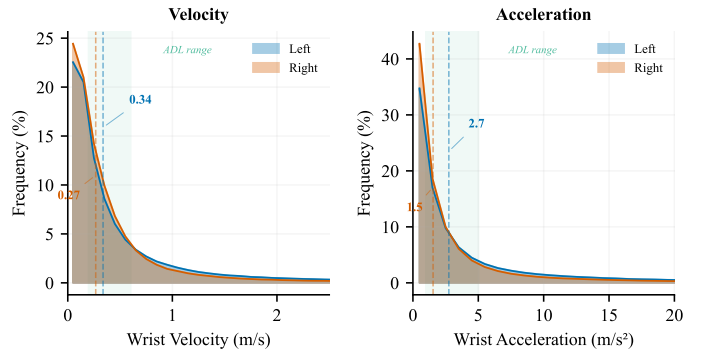 Velocity
25
20
15
10
5
0
Frequency (%)
ADL range
Left
Right
0.34
0.27
0
1
2
Wrist Velocity (m/s)
Acceleration
40
30
20
10
0
Frequency (%)
ADL range
Left
Right
2.7
1.5
0
5
10
15
20
Wrist Acceleration (m/s²)